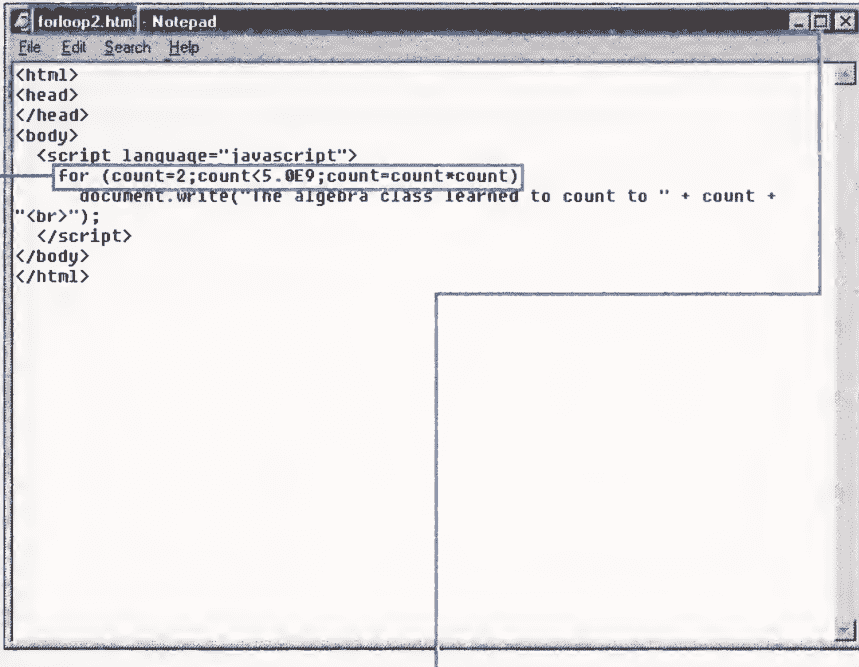 forloop2.html - Notepad
File Edit Search Help
<html>
<head>
</head>
<body>
<script language="javascript">
for (count=2;count<5.0E9;count=count*count)
document.write("The algebra class learned to count to " + count +
"<br>");
</script>
</body>
</html>